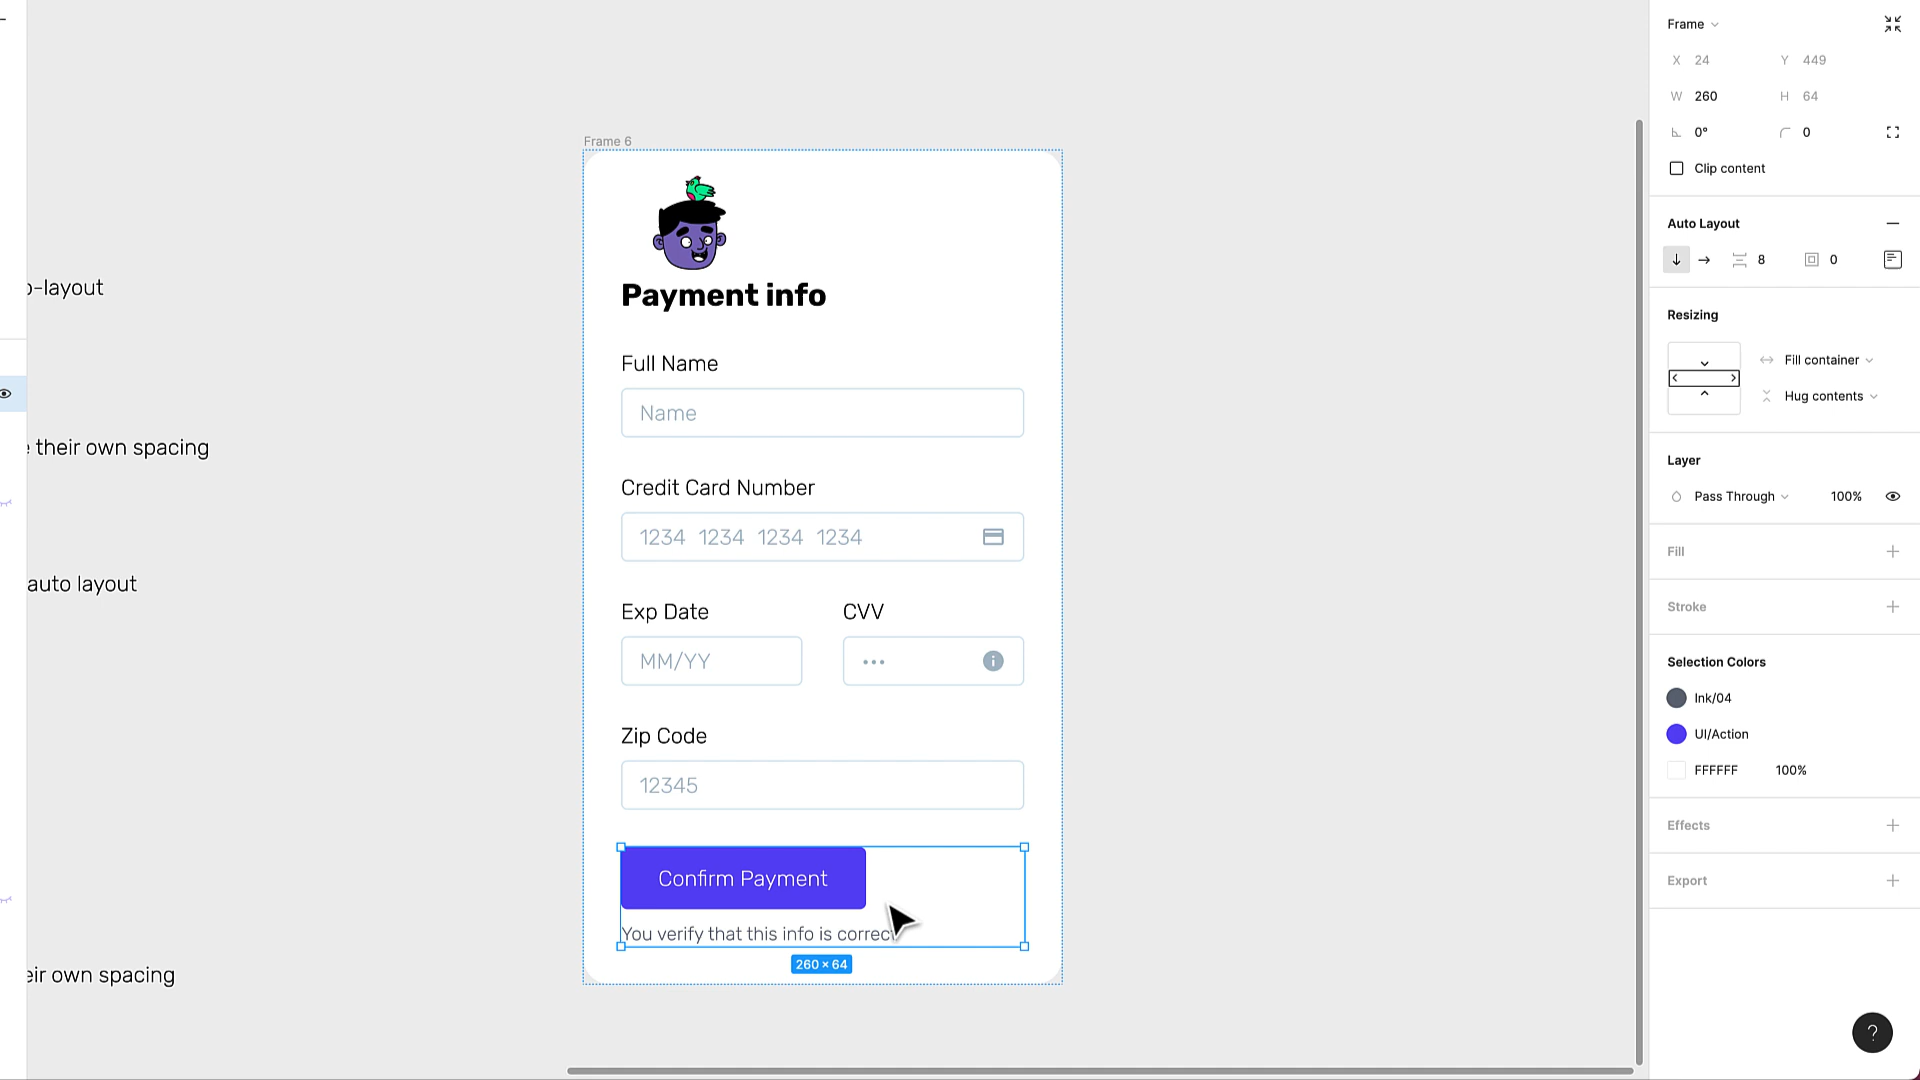 Frame
X 24
Y 449
W 260
H 64
0°
0
Clip content
Auto Layout
8
0
Resizing
Fill container
Hug contents
Layer
Pass Through
100%
Fill
Stroke
Selection Colors
Ink/04
UI/Action
FFFFFF
100%
Effects
Export
?
Frame 6
Payment info
Full Name
Name
Credit Card Number
1234 1234 1234 1234
Exp Date
CVV
MM/YY
•••
Zip Code
12345
Confirm Payment
You verify that this info is correc
260 × 64
o-layout
their own spacing
auto layout
eir own spacing